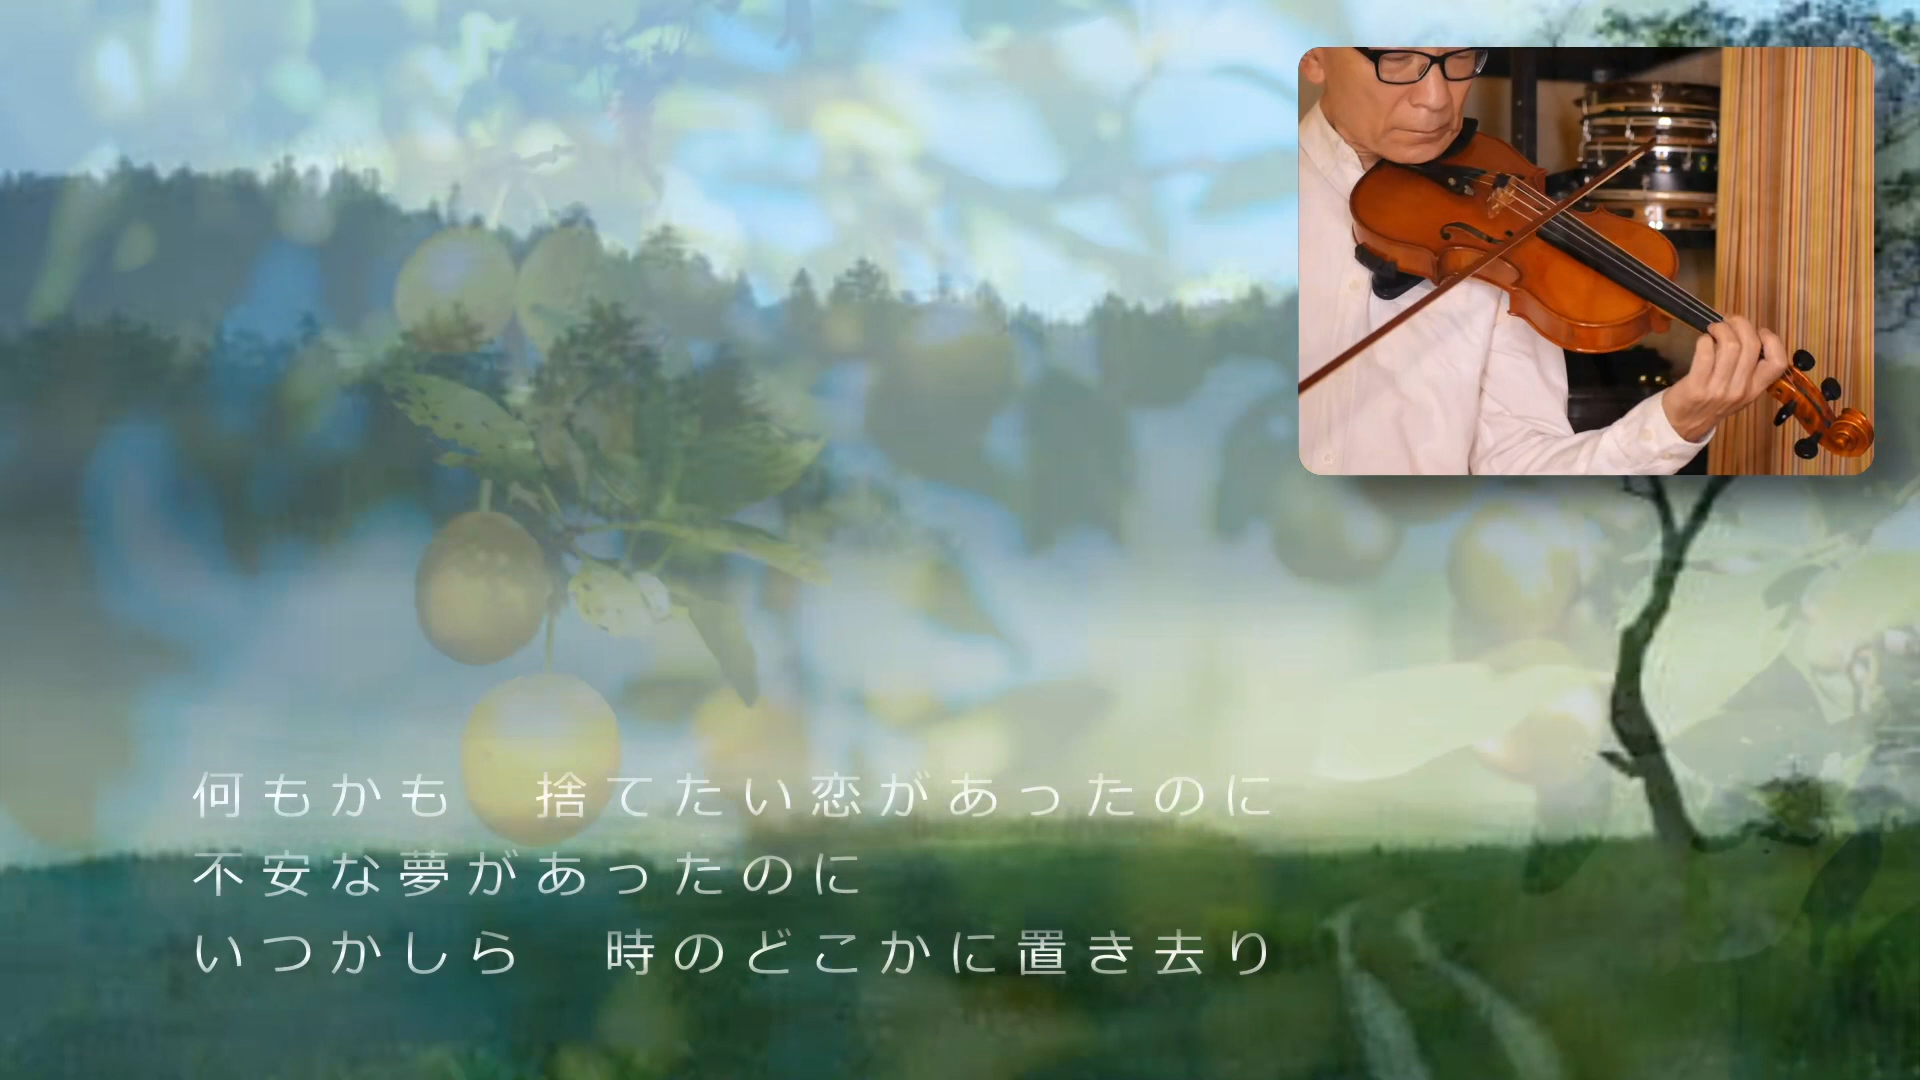 何もかも　捨てたい恋があったのに
不安な夢があったのに
いつかしら　時のどこかに置き去り